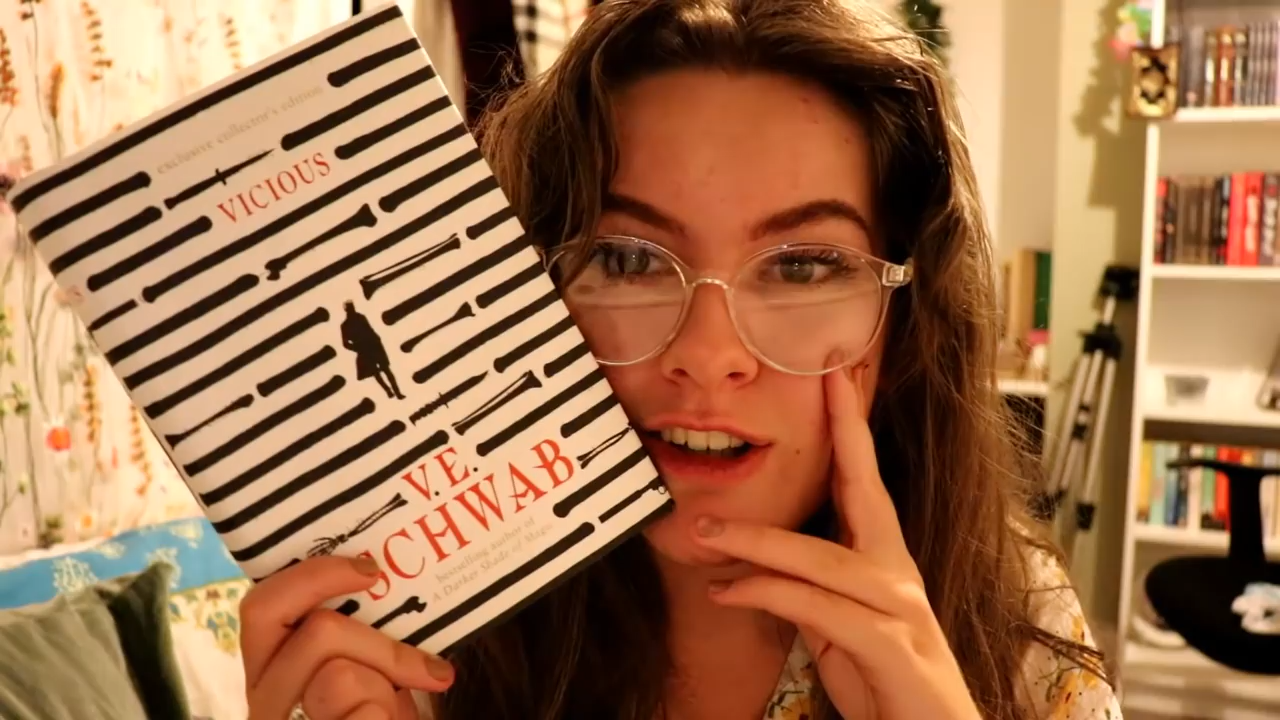 exclusive collector's edition
VICIOUS
V.E.
SCHWAB
bestselling author of
A Darker Shade of Magic